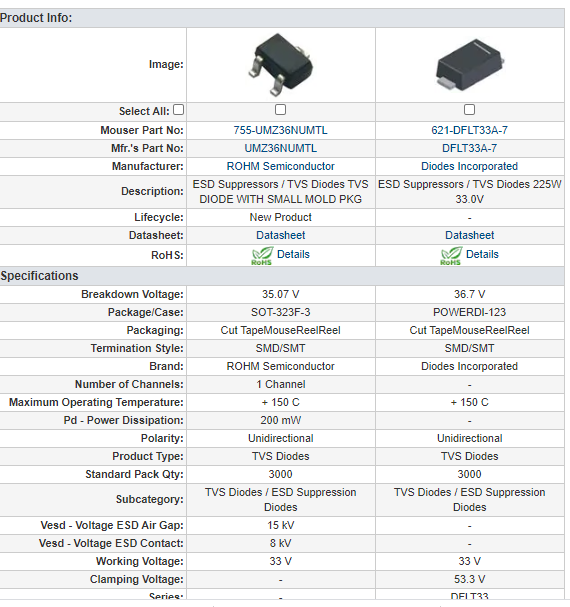 Product Info:
Image:
Select All:
Mouser Part No: 755-UMZ36NUMTL 621-DFLT33A-7
Mfr.'s Part No: UMZ36NUMTL DFLT33A-7
Manufacturer: ROHM Semiconductor Diodes Incorporated
Description: ESD Suppressors / TVS Diodes TVS DIODE WITH SMALL MOLD PKG ESD Suppressors / TVS Diodes 225W 33.0V
Lifecycle: New Product -
Datasheet: Datasheet Datasheet
RoHS: RoHS Details RoHS Details
Specifications
Breakdown Voltage: 35.07 V 36.7 V
Package/Case: SOT-323F-3 POWERDI-123
Packaging: Cut TapeMouseReelReel Cut TapeMouseReelReel
Termination Style: SMD/SMT SMD/SMT
Brand: ROHM Semiconductor Diodes Incorporated
Number of Channels: 1 Channel -
Maximum Operating Temperature: + 150 C + 150 C
Pd - Power Dissipation: 200 mW -
Polarity: Unidirectional Unidirectional
Product Type: TVS Diodes TVS Diodes
Standard Pack Qty: 3000 3000
Subcategory: TVS Diodes / ESD Suppression Diodes TVS Diodes / ESD Suppression Diodes
Vesd - Voltage ESD Air Gap: 15 kV -
Vesd - Voltage ESD Contact: 8 kV -
Working Voltage: 33 V 33 V
Clamping Voltage: - 53.3 V
Series: - DFLT33